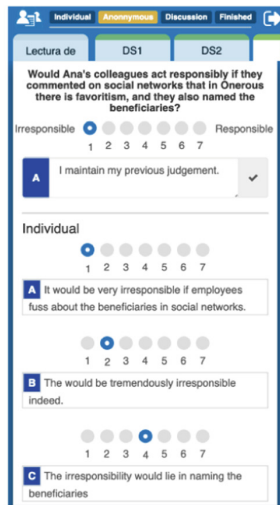 Individual Anonnymous Discussion Finished
Lectura de DS1 DS2
Would Ana's colleagues act responsibly if they
commented on social networks that in Onerous
there is favoritism, and they also named the
beneficiaries?
Irresponsible Responsible
1 2 3 4 5 6 7
A I maintain my previous judgement.
Individual
1 2 3 4 5 6 7
A It would be very irresponsible if employees
fuss about the beneficiaries in social networks.
1 2 3 4 5 6 7
B The would be tremendously irresponsible
indeed.
1 2 3 4 5 6 7
C The irresponsibility would lie in naming the
beneficiaries